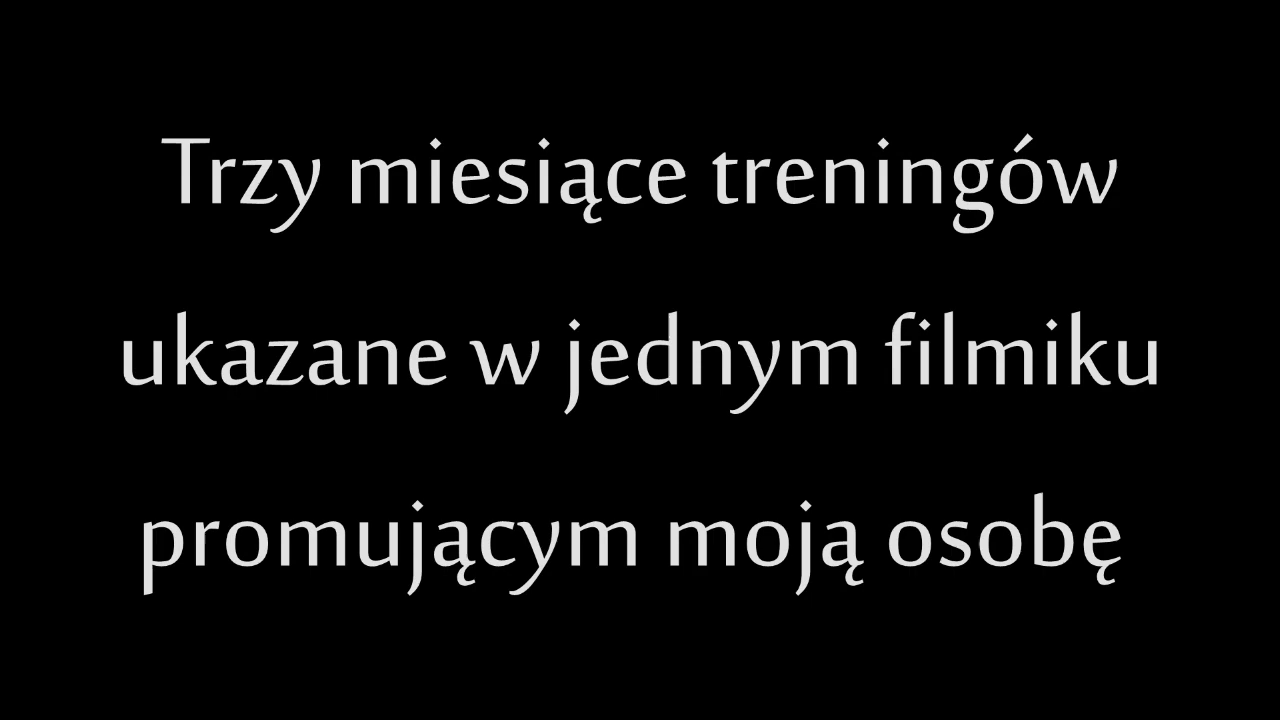 Trzy miesiące treningów
ukazane w jednym filmiku
promującym moją osobę